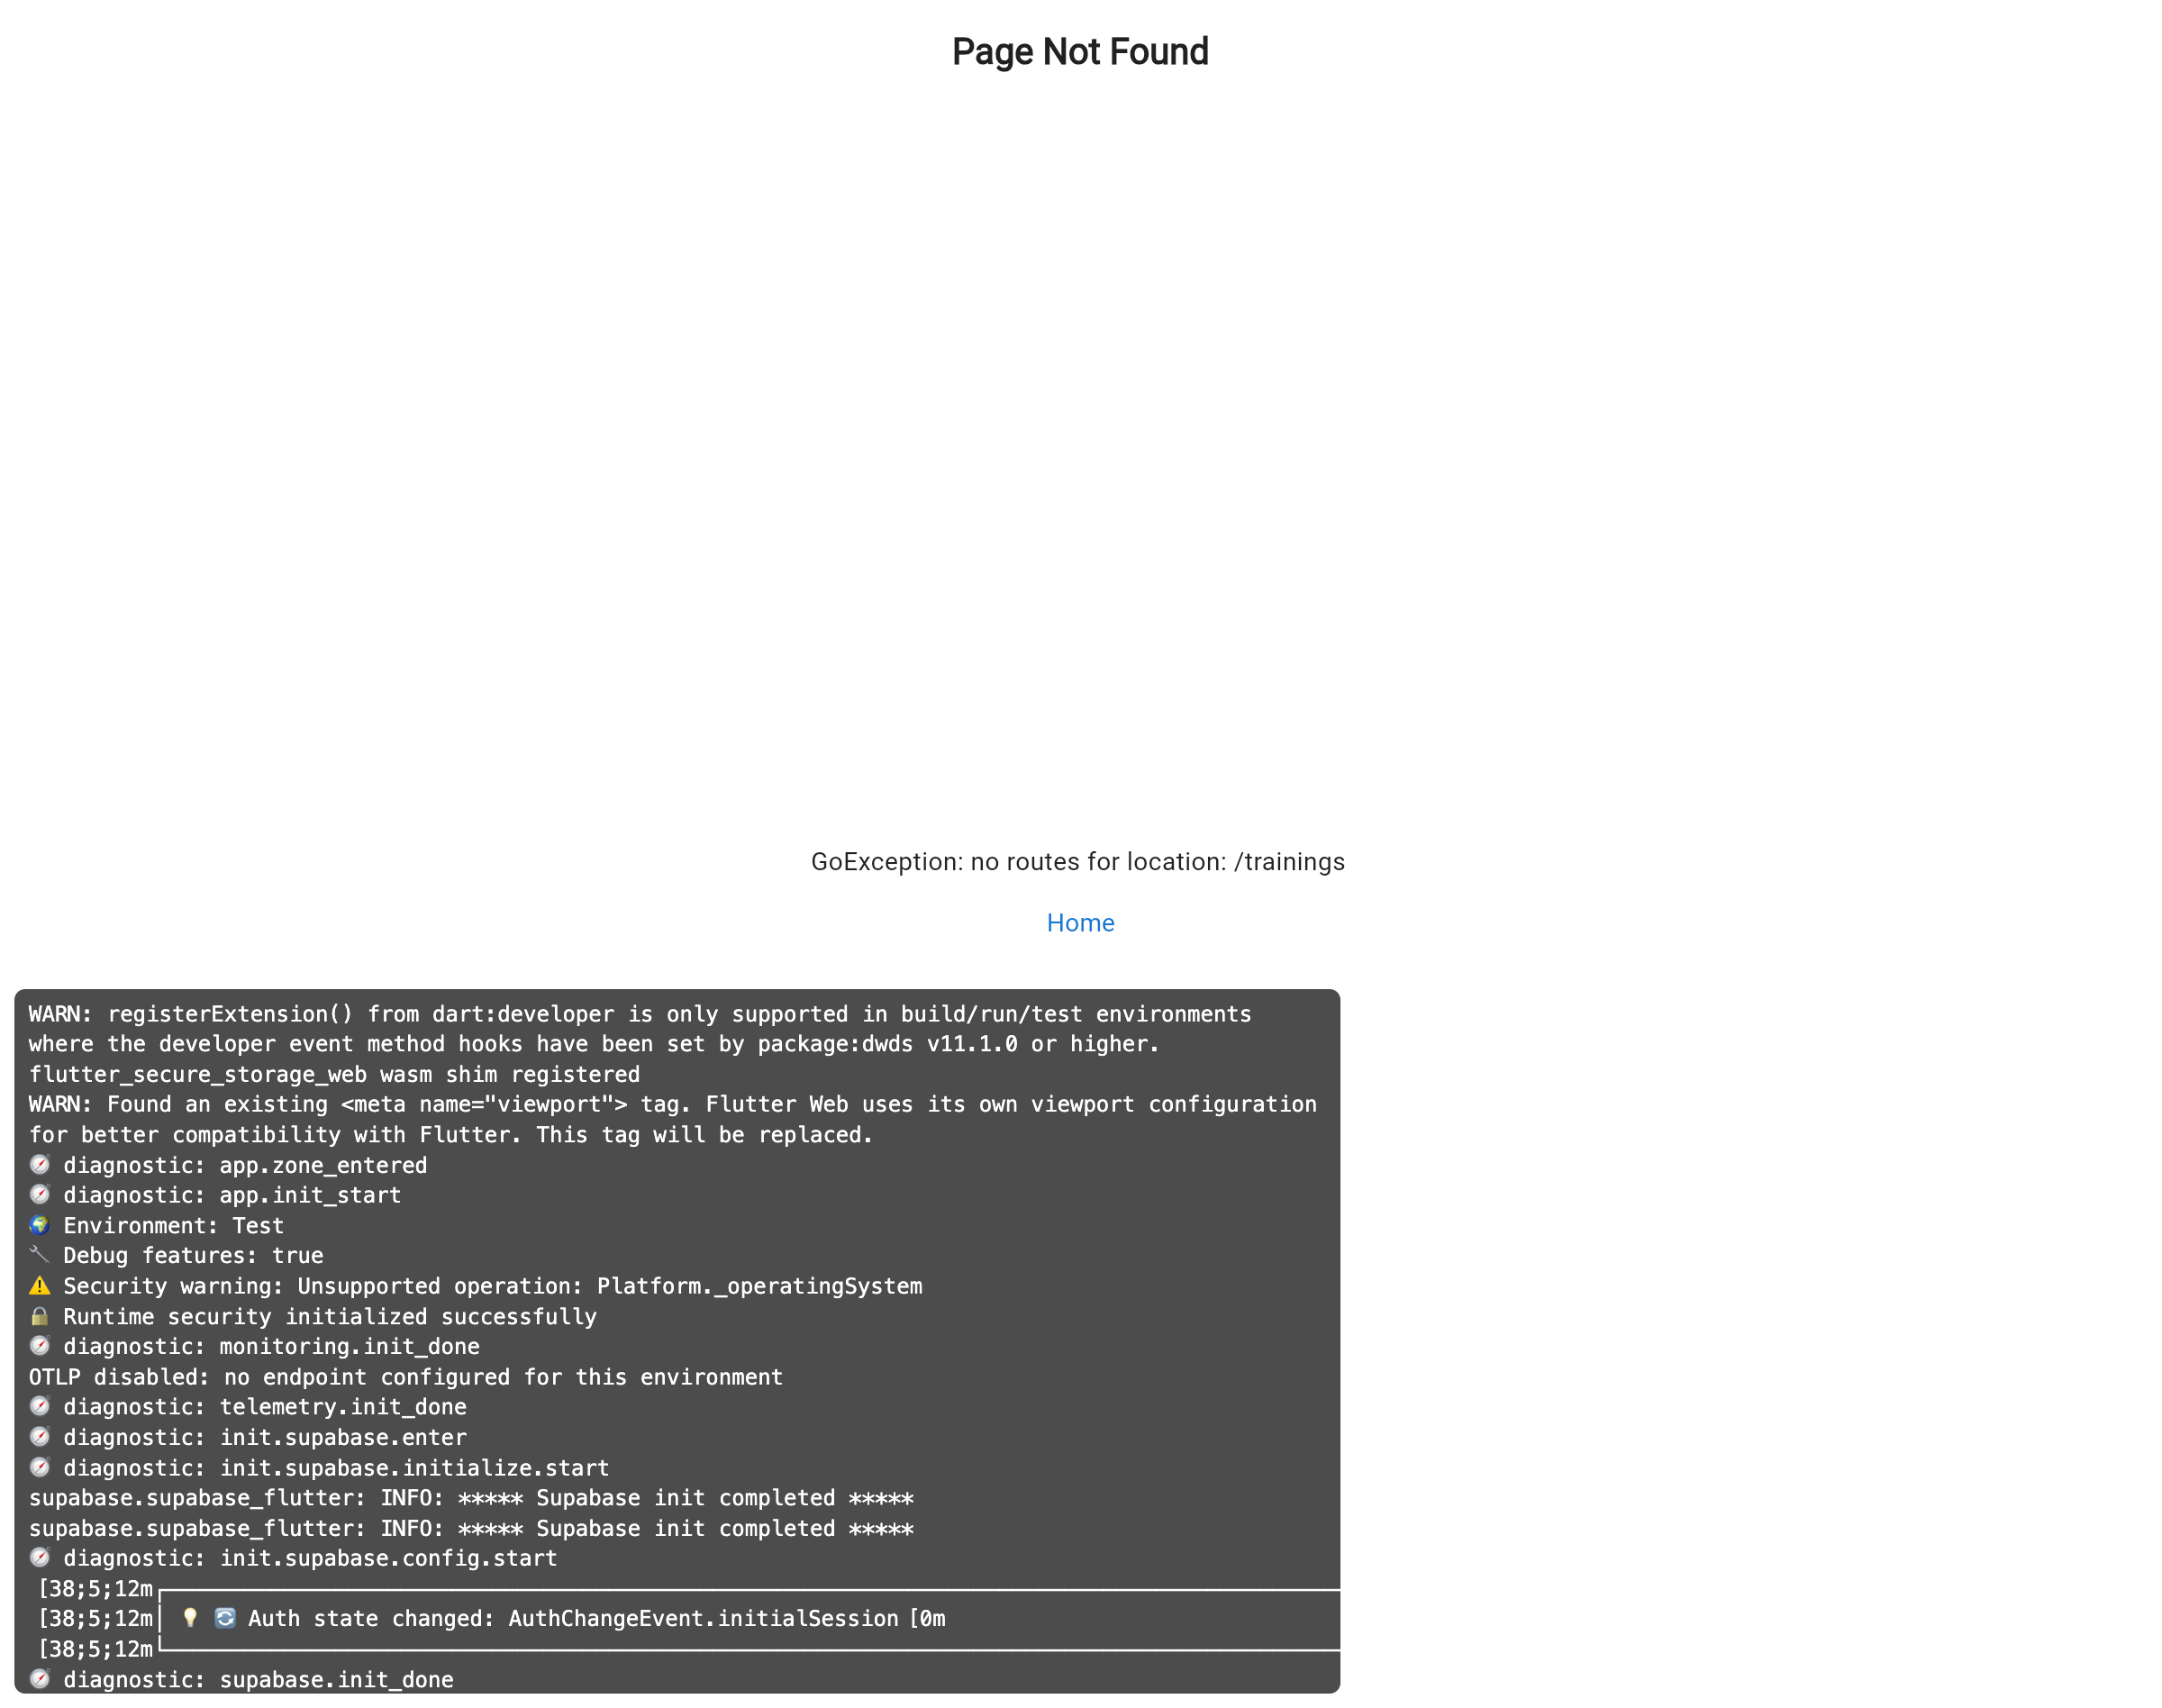 Page Not Found
GoException: no routes for location: /trainings
Home
WARN: registerExtension() from dart:developer is only supported in build/run/test environments
where the developer event method hooks have been set by package:dwds v11.1.0 or higher.
flutter_secure_storage_web wasm shim registered
WARN: Found an existing <meta name="viewport"> tag. Flutter Web uses its own viewport configuration
for better compatibility with Flutter. This tag will be replaced.
🧭 diagnostic: app.zone_entered
🧭 diagnostic: app.init_start
🌍 Environment: Test
🔧 Debug features: true
⚠️ Security warning: Unsupported operation: Platform._operatingSystem
🔒 Runtime security initialized successfully
🧭 diagnostic: monitoring.init_done
OTLP disabled: no endpoint configured for this environment
🧭 diagnostic: telemetry.init_done
🧭 diagnostic: init.supabase.enter
🧭 diagnostic: init.supabase.initialize.start
supabase.supabase_flutter: INFO: ***** Supabase init completed *****
supabase.supabase_flutter: INFO: ***** Supabase init completed *****
🧭 diagnostic: init.supabase.config.start
[38;5;12m┌──────────────────────────────
[38;5;12m│ 💡 🔄 Auth state changed: AuthChangeEvent.initialSession [0m
[38;5;12m└──────────────────────────────
🧭 diagnostic: supabase.init_done